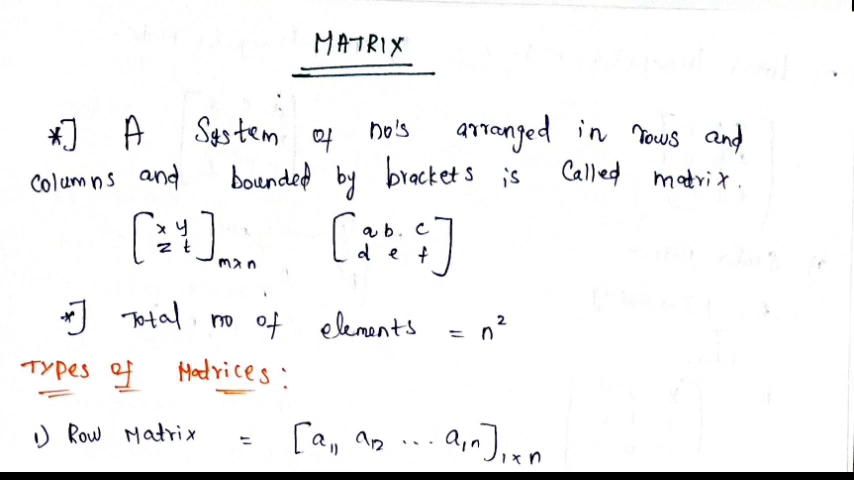 MATRIX
*] A System of no's arranged in rows and
columns and bounded by brackets is Called matrix.
[x y
z t]m×n [a b. c
d e f]
*] Total no of elements = n²
Types of Matrices:
1) Row Matrix = [a₁₁ a₁₂ ... a₁n]₁×n